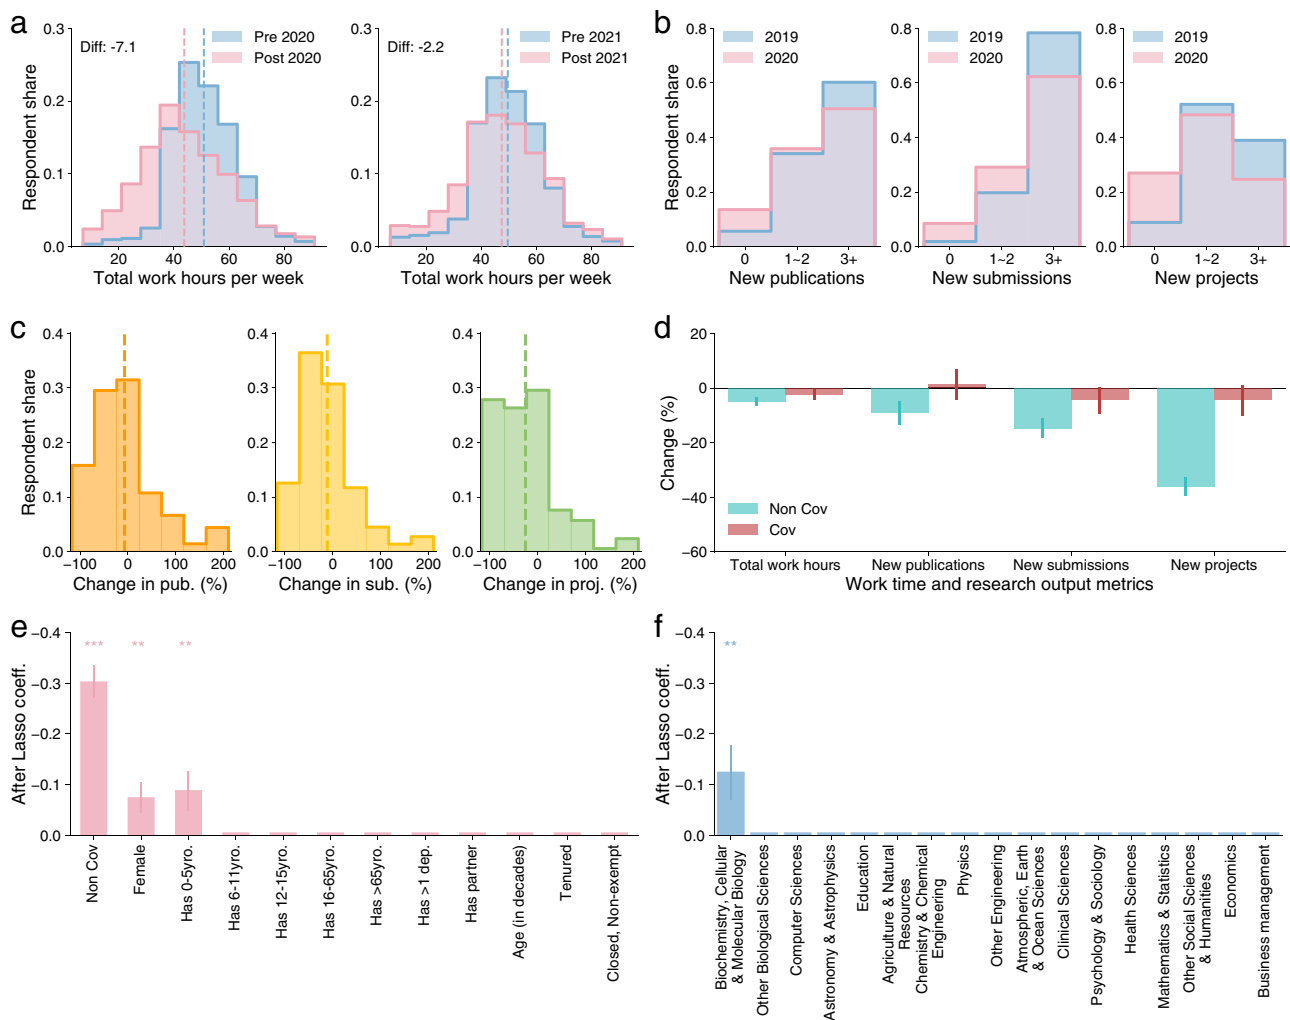 a
0.3
0.2
0.1
0.0
Respondent share
Diff: -7.1
Pre 2020
Post 2020
20
40
60
80
Total work hours per week
0.3
0.2
0.1
0.0
Diff: -2.2
Pre 2021
Post 2021
20
40
60
80
Total work hours per week
b
0.8
0.6
0.4
0.2
0.0
Respondent share
2019
2020
0
1~2
3+
New publications
0.8
0.6
0.4
0.2
0.0
2019
2020
0
1~2
3+
New submissions
0.8
0.6
0.4
0.2
0.0
2019
2020
0
1~2
3+
New projects
c
0.4
0.3
0.2
0.1
0.0
Respondent share
−100
0
100
200
Change in pub. (%)
0.4
0.3
0.2
0.1
0.0
−100
0
100
200
Change in sub. (%)
0.4
0.3
0.2
0.1
0.0
−100
0
100
200
Change in proj. (%)
d
20
0
−20
−40
−60
Change (%)
Non Cov
Cov
Total work hours
New publications
New submissions
New projects
Work time and research output metrics
e
−0.4
−0.3
−0.2
−0.1
0.0
After Lasso coeff.
***
**
**
Non Cov
Female
Has 0-5yro.
Has 6-11yro.
Has 12-15yro.
Has 16-65yro.
Has >65yro.
Has >1 dep.
Has partner
Age (in decades)
Tenured
Closed, Non-exempt
f
−0.4
−0.3
−0.2
−0.1
0.0
After Lasso coeff.
**
Biochemistry, Cellular
& Molecular Biology
Other Biological Sciences
Computer Sciences
Astronomy & Astrophysics
Education
Agriculture & Natural
Resources
Chemistry & Chemical
Engineering
Physics
Other Engineering
Atmospheric, Earth
& Ocean Sciences
Clinical Sciences
Psychology & Sociology
Health Sciences
Mathematics & Statistics
Other Social Sciences
& Humanities
Economics
Business management